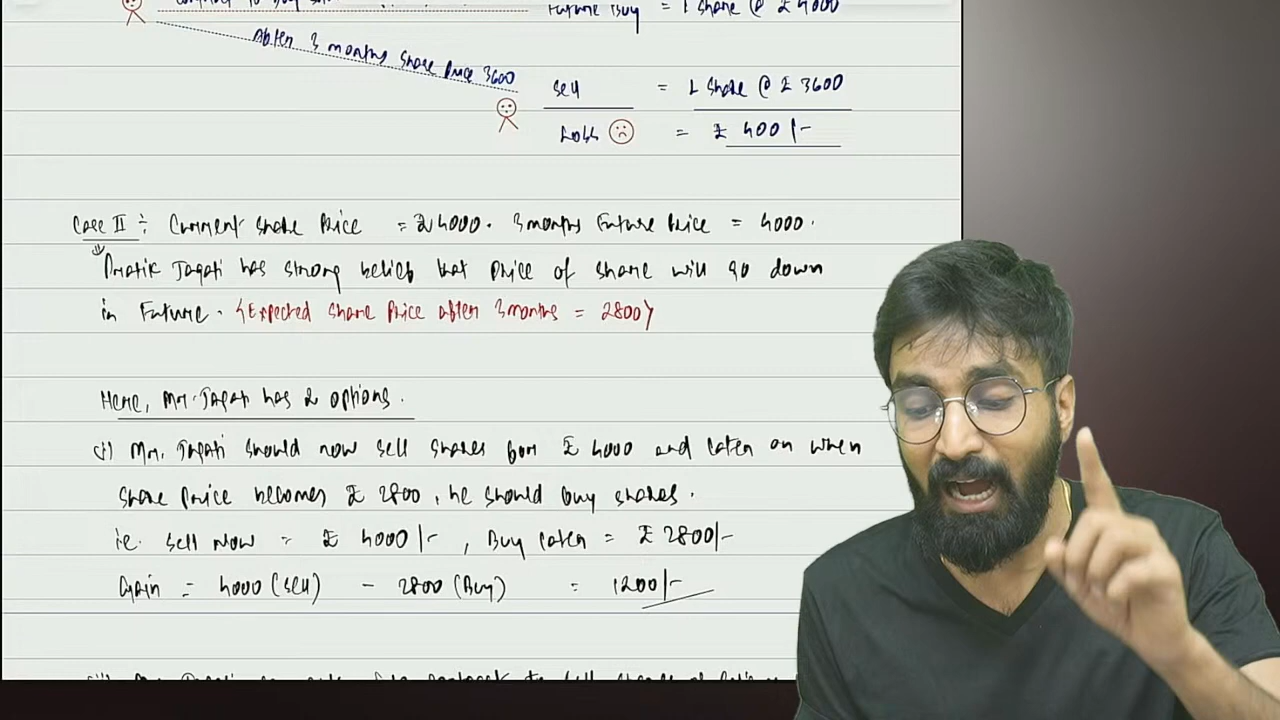 Future Buy = 1 share @ ₹ 4000
After 3 months share price 3600
Sell = 1 share @ ₹ 3600
Loss = ₹ 400/-
Case II : Current share Price = ₹ 4000. 3 months Future Price = 4000.
Pratik Jagati has strong belief that price of share will go down
in Future. {Expected share price after 3 months = 2800}
Here, Mr. Jagati has 2 options.
(i) Mr. Jagati should now sell shares for ₹ 4000 and later on when
share price becomes ₹ 2800, he should buy shares.
i.e. Sell now = ₹ 4000/-, Buy later = ₹ 2800/-
Gain = 4000 (sell) - 2800 (Buy) = 1200/-